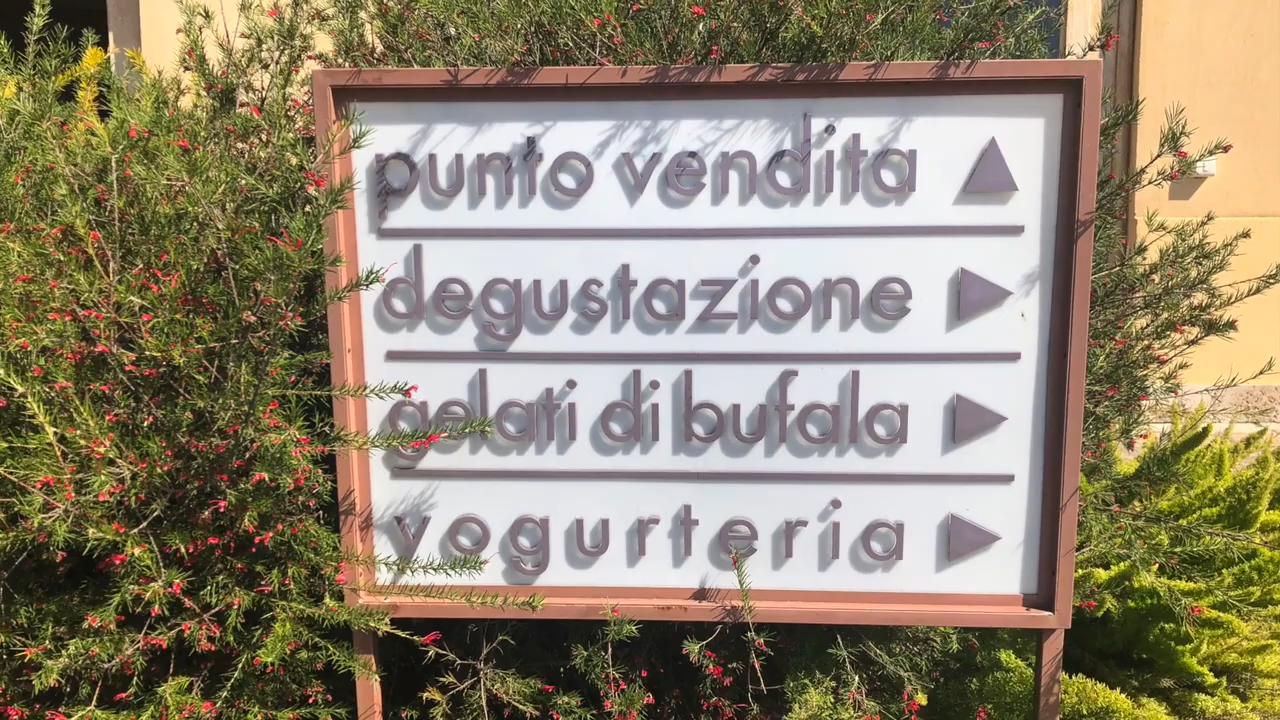 punto vendita
degustazione
gelati di bufala
yogurteria